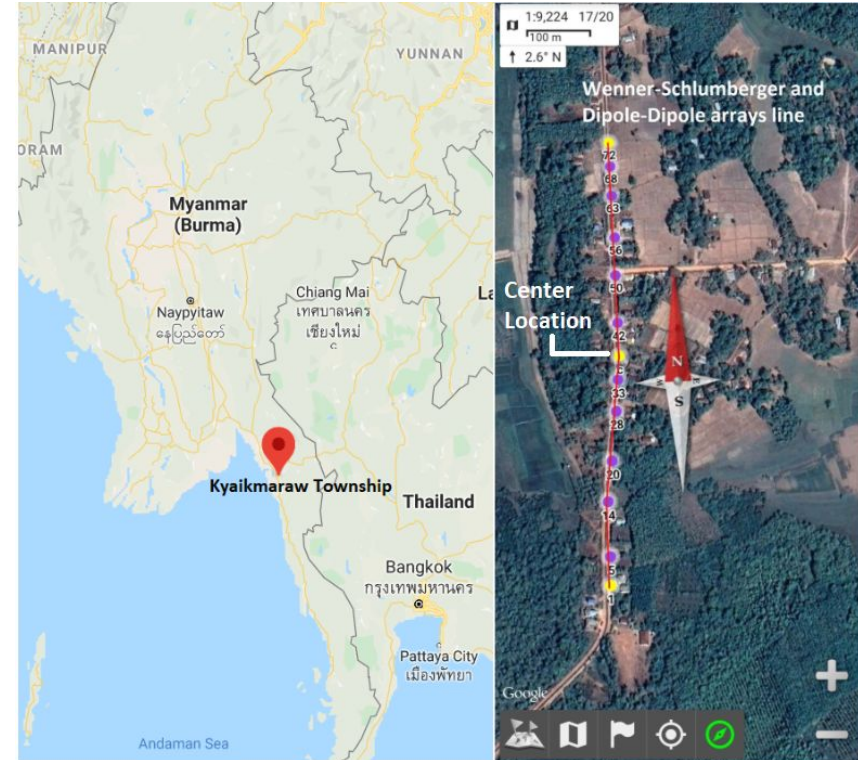 MANIPUR
YUNNAN
ORAM
Myanmar
(Burma)
Naypyitaw
နေပြည်တော်
Chiang Mai
เทศบาลนคร
เชียงใหม่
La
Kyaikmaraw Township
Thailand
Bangkok
กรุงเทพมหานคร
Pattaya City
เมืองพัทยา
Andaman Sea
1:9,224 17/20
100 m
2.6° N
Wenner-Schlumberger and
Dipole-Dipole arrays line
72
68
63
56
50
Center
Location
42
C
33
28
20
14
5
1
N
S
Google